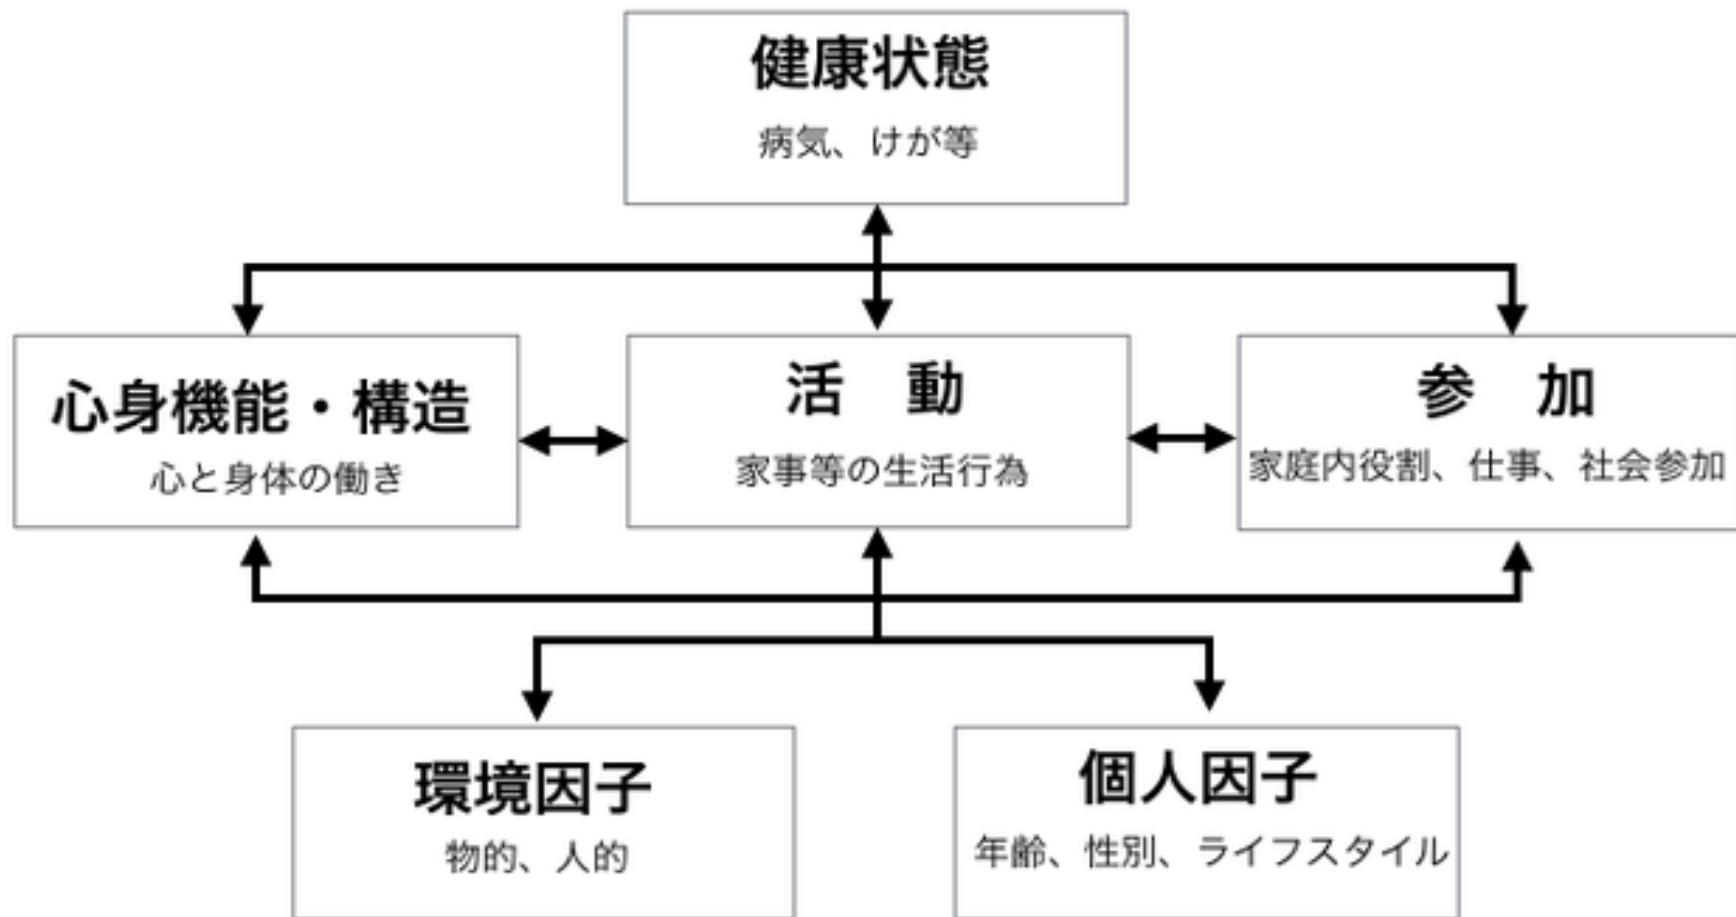 健康状態
病気、けが等
心身機能・構造
心と身体の働き
活　動
家事等の生活行為
参　加
家庭内役割、仕事、社会参加
環境因子
物的、人的
個人因子
年齢、性別、ライフスタイル